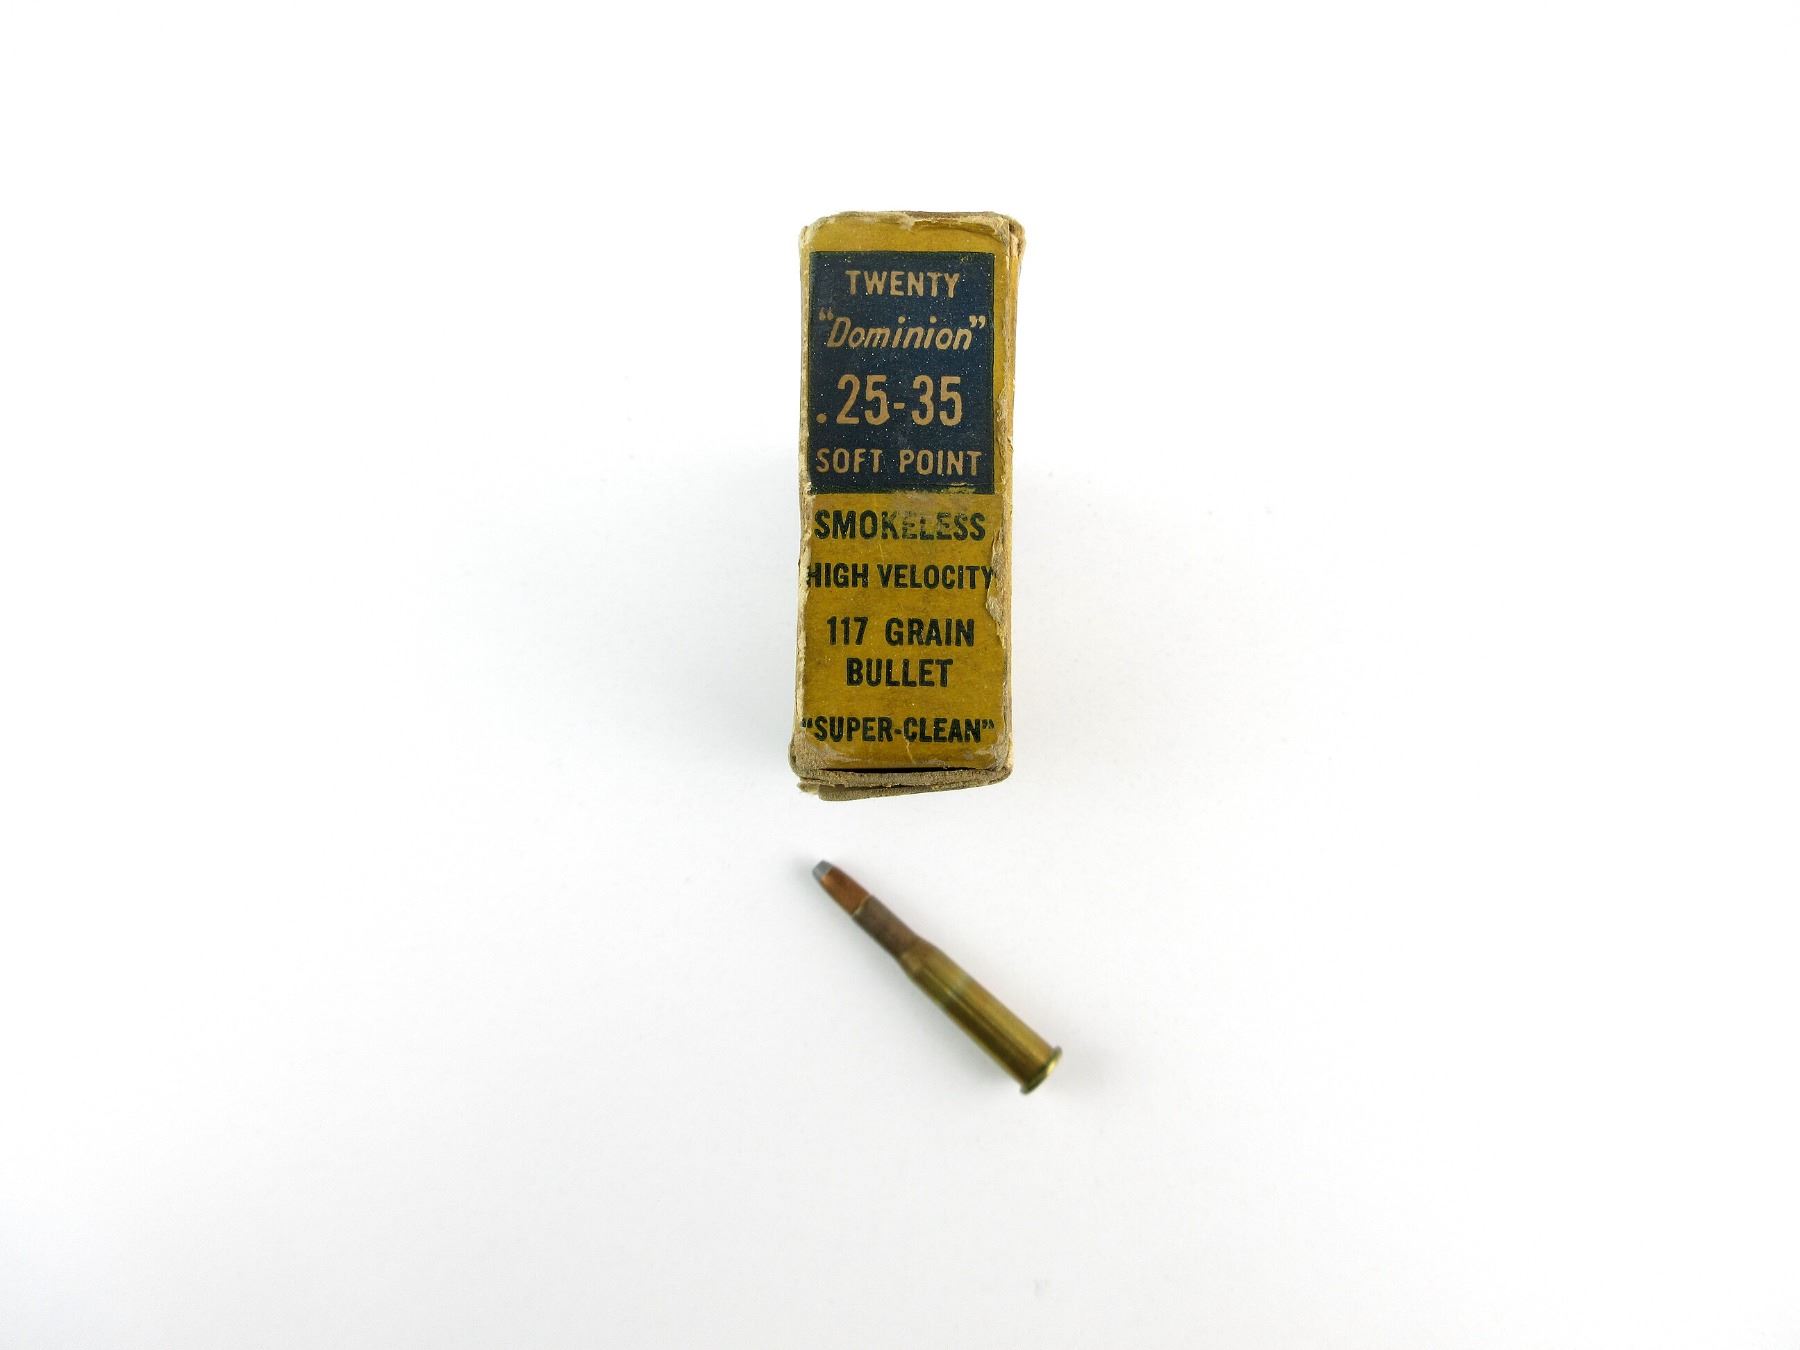 TWENTY
"Dominion"
.25-35
SOFT POINT
SMOKELESS
HIGH VELOCITY
117 GRAIN
BULLET
"SUPER-CLEAN"